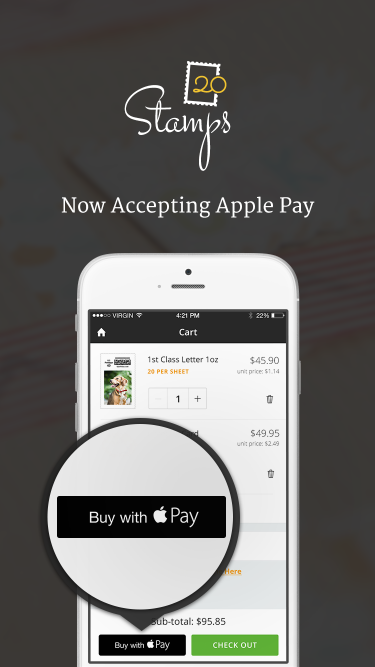 20
Stamps
Now Accepting Apple Pay
VIRGIN 4:21 PM 22%
Cart
1st Class Letter 1oz $45.90
20 PER SHEET unit price: $1.14
1
$49.95
unit price: $2.49
Buy with Pay
Here
Sub-total: $95.85
Buy with Pay CHECK OUT